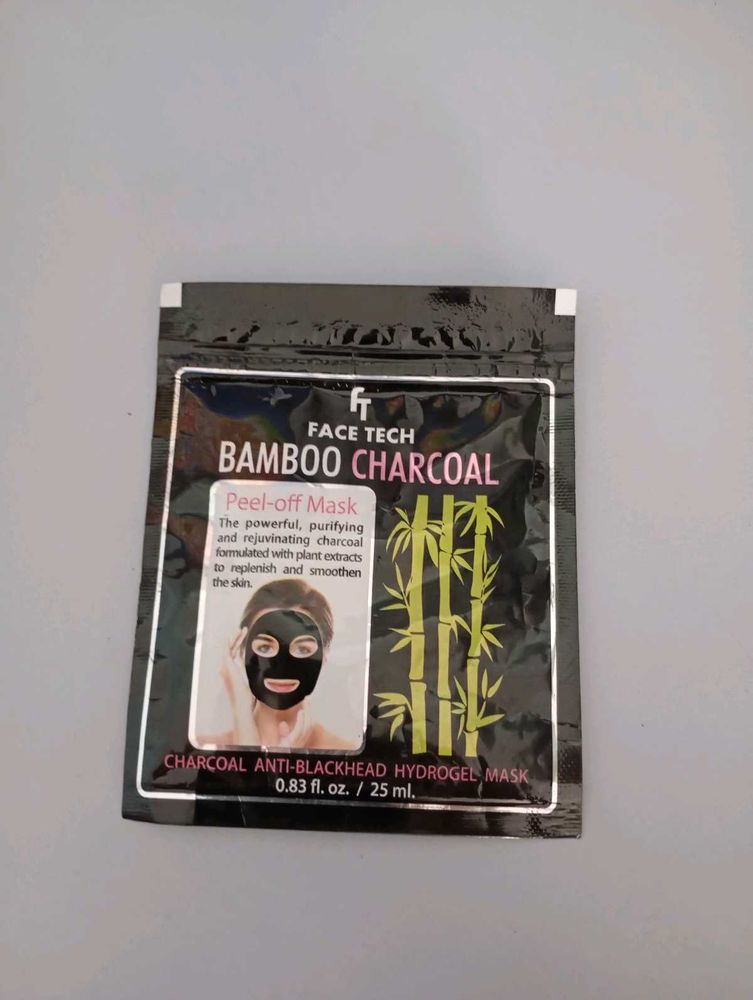 FT
FACE TECH
BAMBOO CHARCOAL
Peel-off Mask
The powerful, purifying
and rejuvinating charcoal
formulated with plant extracts
to replenish and smoothen
the skin.
CHARCOAL ANTI-BLACKHEAD HYDROGEL MASK
0.83 fl. oz. / 25 ml.